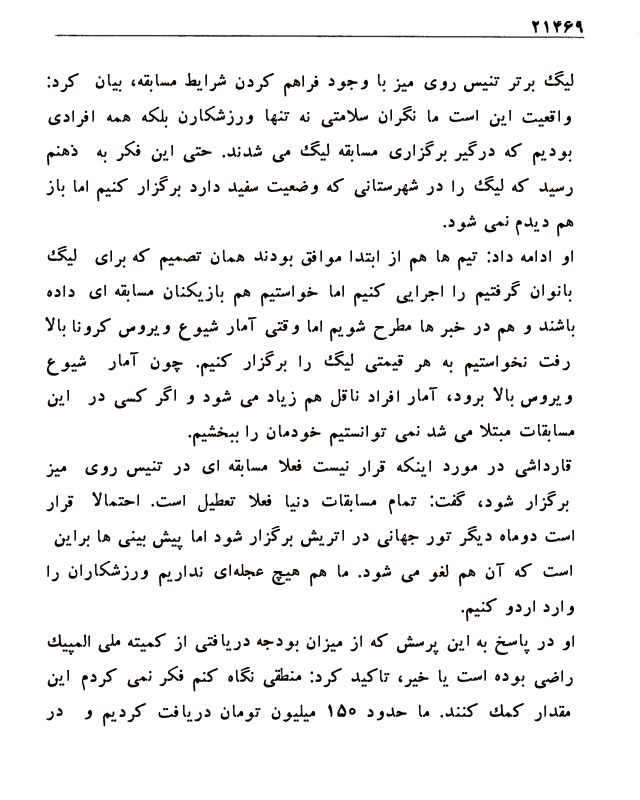 ۲۱۴۶۹
لیگ برتر تنیس روی میز با وجود فراهم کردن شرایط مسابقه، بیان کرد:
واقعیت این است ما نگران سلامتی نه تنها ورزشکارن بلکه همه افرادی
بودیم که درگیر برگزاری مسابقه لیگ می شدند. حتی این فکر به ذهنم
رسید که لیگ را در شهرستانی که وضعیت سفید دارد برگزار کنیم اما باز
هم دیدم نمی شود.
او ادامه داد: تیم ها هم از ابتدا موافق بودند همان تصمیم که برای لیگ
بانوان گرفتیم را اجرایی کنیم اما خواستیم هم بازیکنان مسابقه ای داده
باشند و هم در خبر ها مطرح شویم اما وقتی آمار شیوع ویروس کرونا بالا
رفت نخواستیم به هر قیمتی لیگ را برگزار کنیم. چون آمار شیوع
ویروس بالا برود، آمار افراد ناقل هم زیاد می شود و اگر کسی در این
مسابقات مبتلا می شد نمی توانستیم خودمان را ببخشیم.
قارداشی در مورد اینکه قرار نیست فعلا مسابقه ای در تنیس روی میز
برگزار شود، گفت: تمام مسابقات دنیا فعلا تعطیل است. احتمالا قرار
است دوماه دیگر تور جهانی در اتریش برگزار شود اما پیش بینی ها براین
است که آن هم لغو می شود. ما هم هیچ عجله‌ای نداریم ورزشکاران را
وارد اردو کنیم.
او در پاسخ به این پرسش که از میزان بودجه دریافتی از کمیته ملی المپیک
راضی بوده است یا خیر، تاکید کرد: منطقی نگاه کنم فکر نمی کردم این
مقدار کمک کنند. ما حدود ۱۵۰ میلیون تومان دریافت کردیم و در